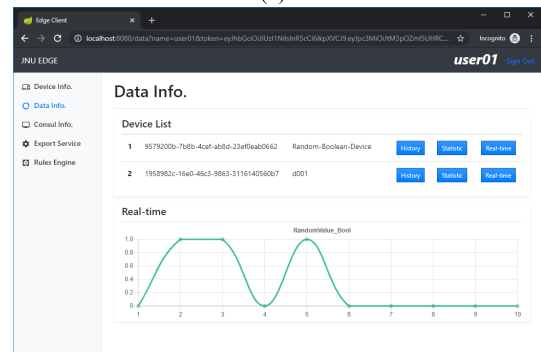 Edge Client
localhost:8080/data?name=user01&token=eyJhbGciOiJIUzI1NiIsInR5cCI6IkpXVCJ9.eyJpc3MiOiJtM5pOZmI5UHRC...
Incognito
JNU EDGE
user01 Sign Out
Device Info.
Data Info.
Consul Info.
Export Service
Rules Engine
Data Info.
Device List
1 9579200b-7b8b-4cef-ab8d-23ef0eab0662 Random-Boolean-Device History Statistic Real-time
2 1958982c-16e0-46c3-9863-3116140560b7 d001 History Statistic Real-time
Real-time
RandomValue_Bool
1.0
0.8
0.6
0.4
0.2
0
1 2 3 4 5 6 7 8 9 10